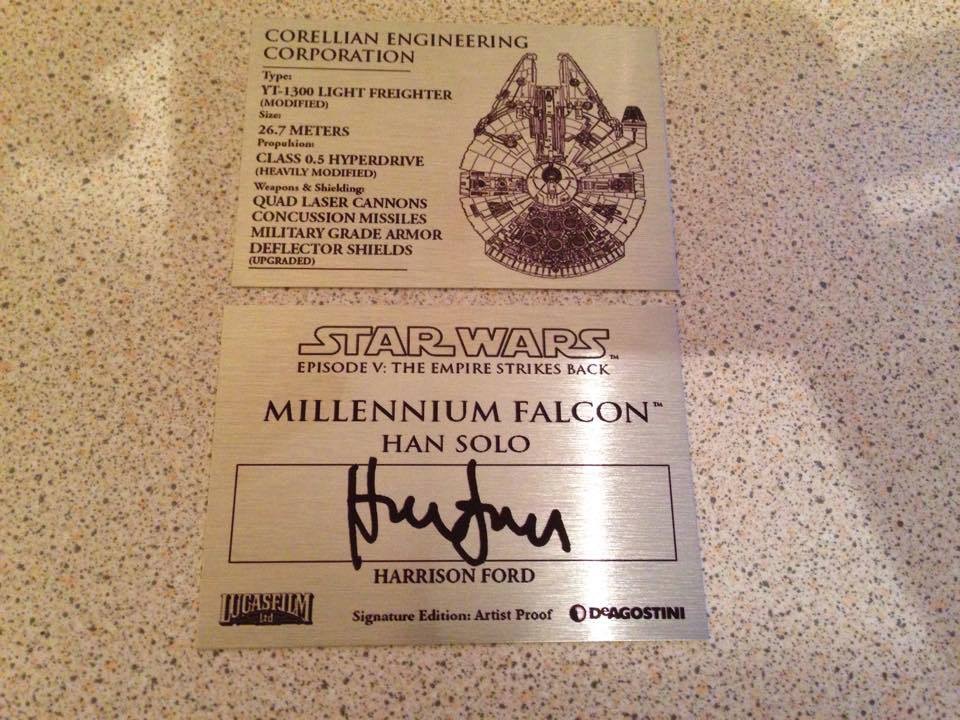 CORELLIAN ENGINEERING
CORPORATION
Type:
YT-1300 LIGHT FREIGHTER
(MODIFIED)
Size:
26.7 METERS
Propulsion:
CLASS 0.5 HYPERDRIVE
(HEAVILY MODIFIED)
Weapons & Shielding:
QUAD LASER CANNONS
CONCUSSION MISSILES
MILITARY GRADE ARMOR
DEFLECTOR SHIELDS
(UPGRADED)
STAR WARS™
EPISODE V: THE EMPIRE STRIKES BACK
MILLENNIUM FALCON™
HAN SOLO
HARRISON FORD
LUCASFILM
Ltd
Signature Edition: Artist Proof
DeAGOSTINI